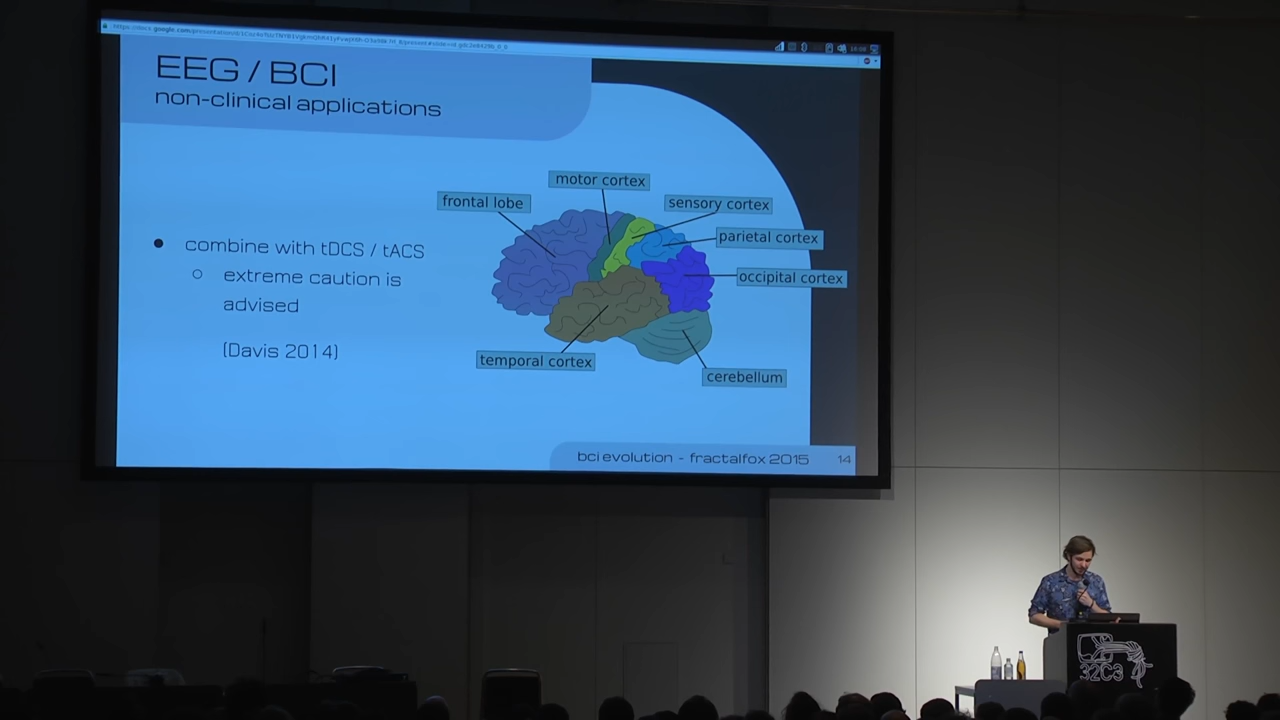 EEG / BCI
non-clinical applications
motor cortex
frontal lobe
sensory cortex
parietal cortex
occipital cortex
temporal cortex
cerebellum
● combine with tDCS / tACS
○ extreme caution is
advised
(Davis 2014)
bci evolution - fractalfox 2015 14
32C3